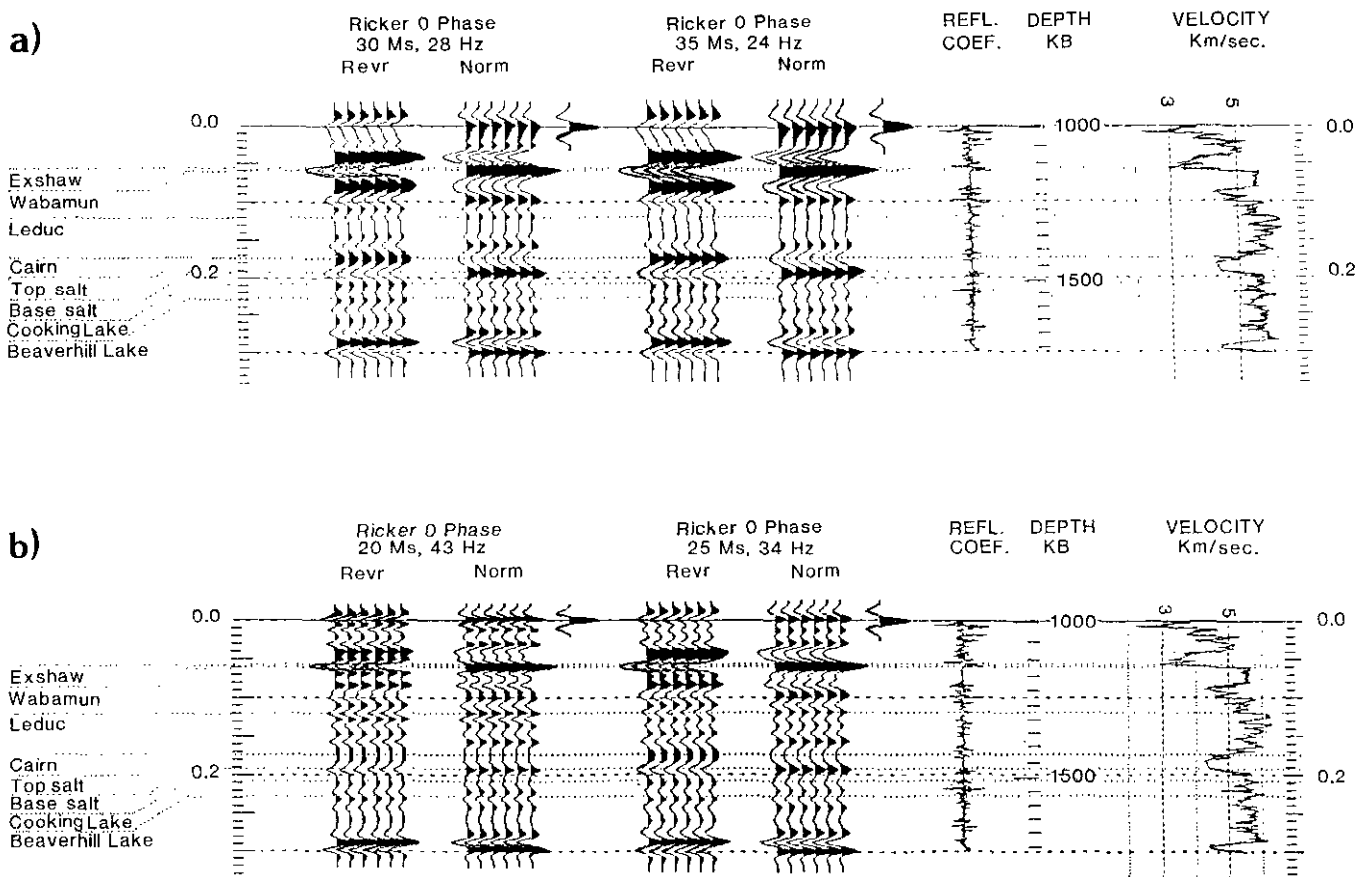 a)
Ricker 0 Phase
30 Ms, 28 Hz
Revr Norm
Ricker 0 Phase
35 Ms, 24 Hz
Revr Norm
REFL.
COEF.
DEPTH
KB
VELOCITY
Km/sec.
3 5
0.0 1000 0.0
Exshaw
Wabamun
Leduc
Cairn 0.2 1500 0.2
Top salt
Base salt
Cooking Lake
Beaverhill Lake
b)
Ricker 0 Phase
20 Ms, 43 Hz
Revr Norm
Ricker 0 Phase
25 Ms, 34 Hz
Revr Norm
REFL.
COEF.
DEPTH
KB
VELOCITY
Km/sec.
3 5
0.0 1000 0.0
Exshaw
Wabamun
Leduc
Cairn 0.2 1500 0.2
Top salt
Base salt
Cooking Lake
Beaverhill Lake